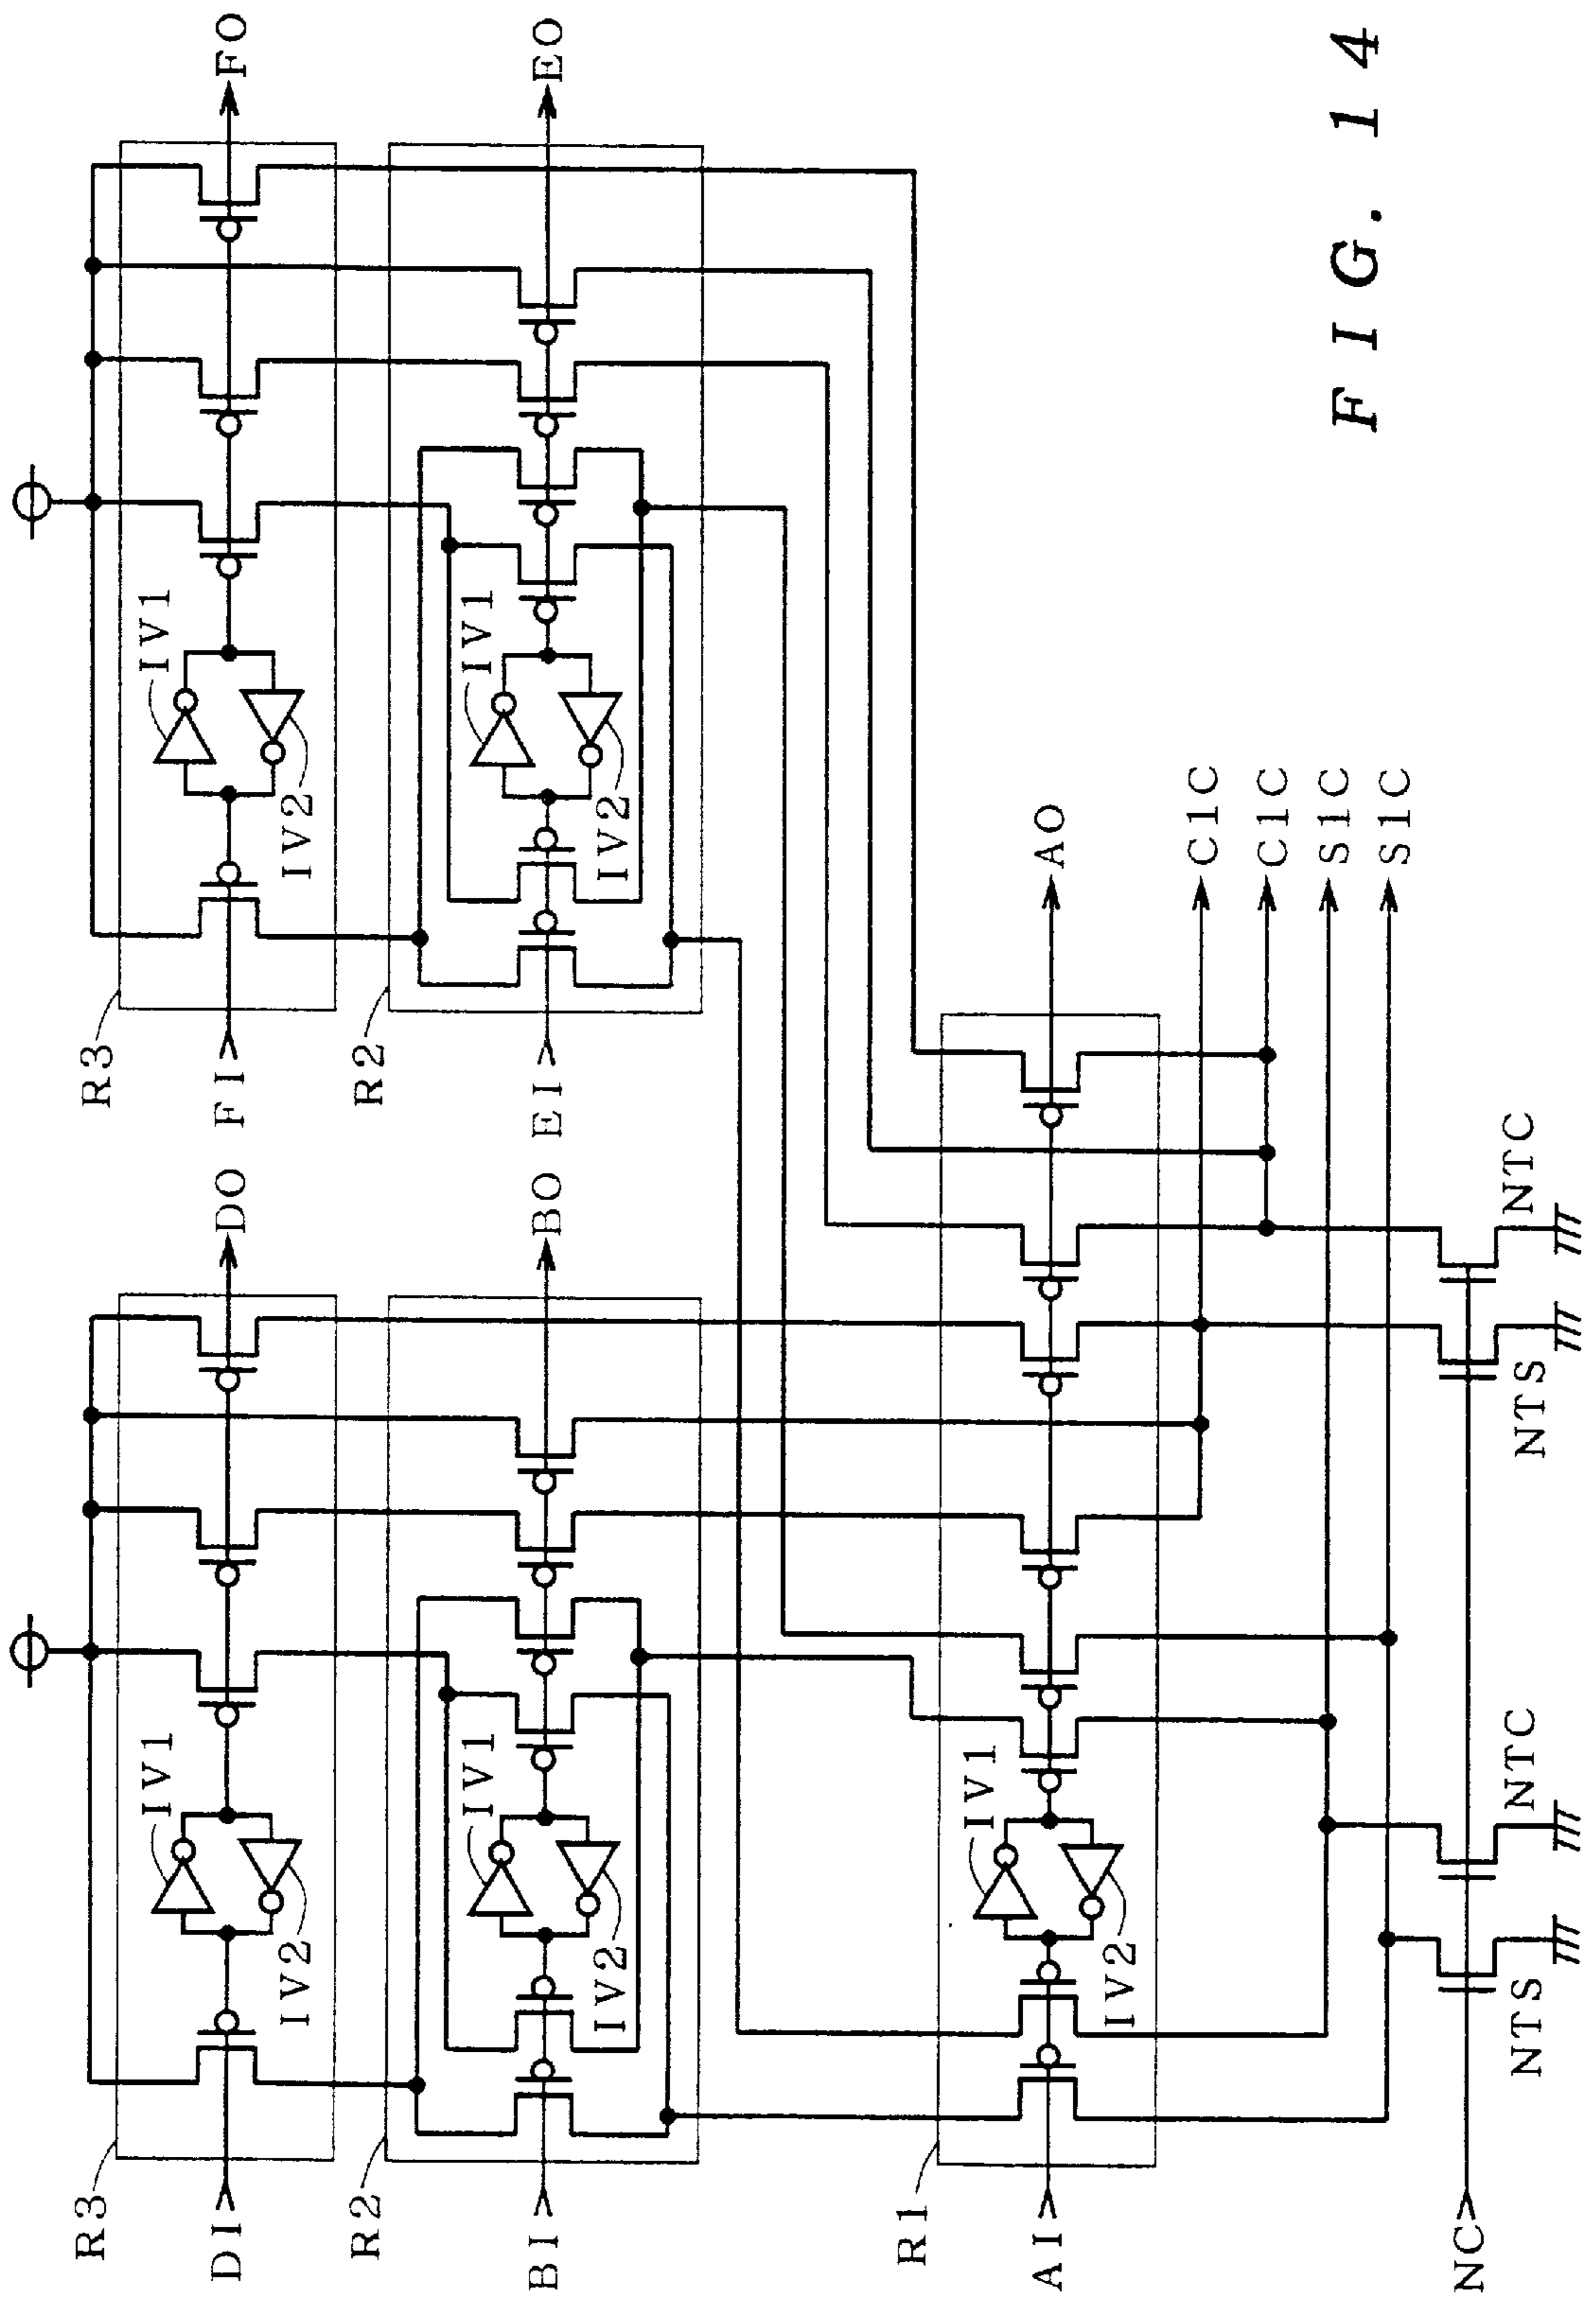 R3
DI
IV1
IV2
DO
R3
FI
IV1
IV2
FO
R2
BI
IV1
IV2
BO
R2
EI
IV1
IV2
EO
R1
AI
IV1
IV2
AO
C1C
C1C
S1C
S1C
NC
NTS
NTC
NTS
NTC
FIG. 14